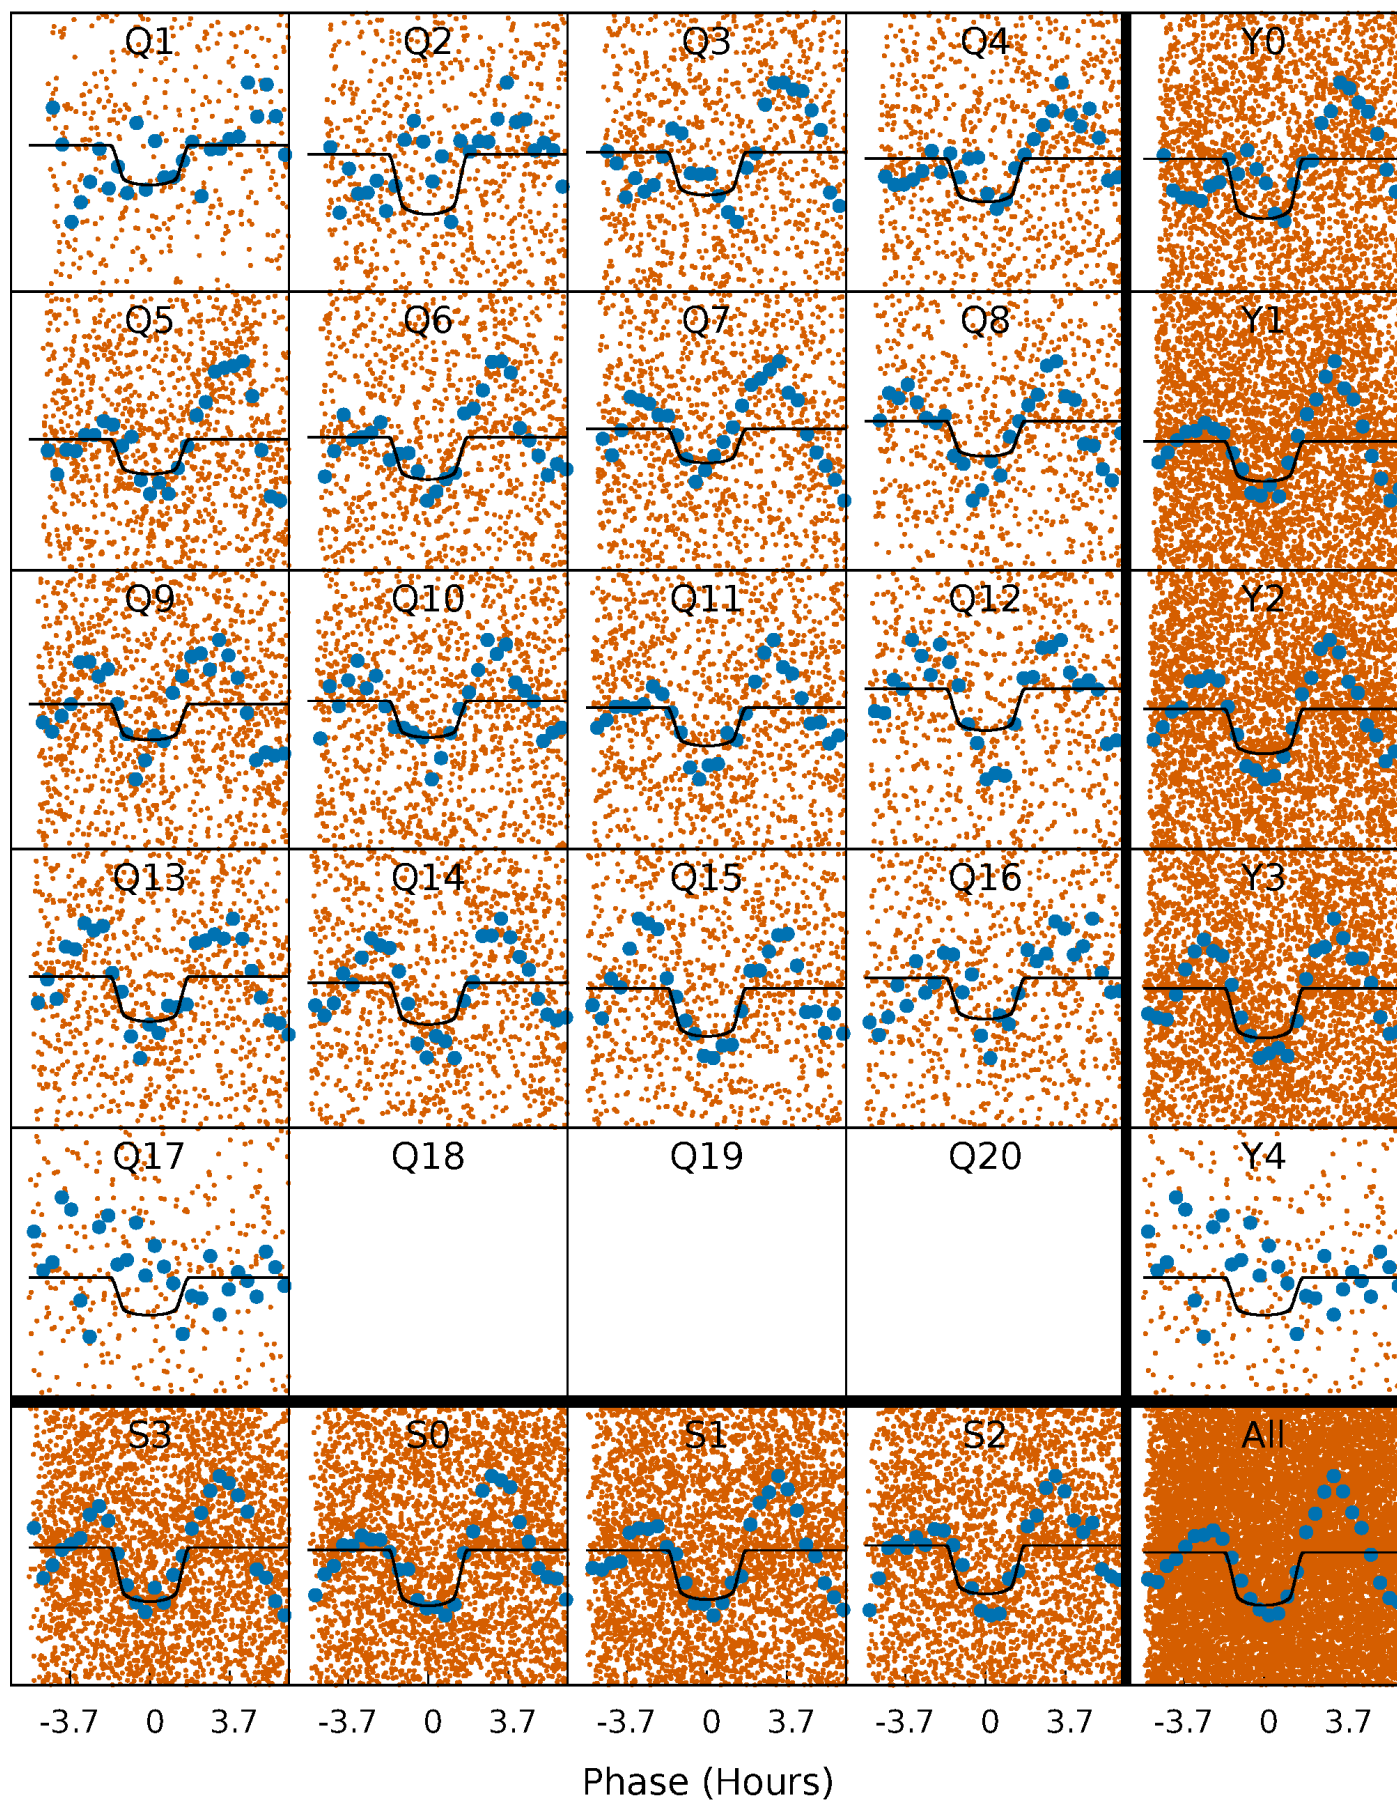 Q1 Q2 Q3 Q4 Y0
Q5 Q6 Q7 Q8 Y1
Q9 Q10 Q11 Q12 Y2
Q13 Q14 Q15 Q16 Y3
Q17 Q18 Q19 Q20 Y4
S3 S0 S1 S2 All
-3.7 0 3.7 -3.7 0 3.7 -3.7 0 3.7 -3.7 0 3.7 -3.7 0 3.7
Phase (Hours)